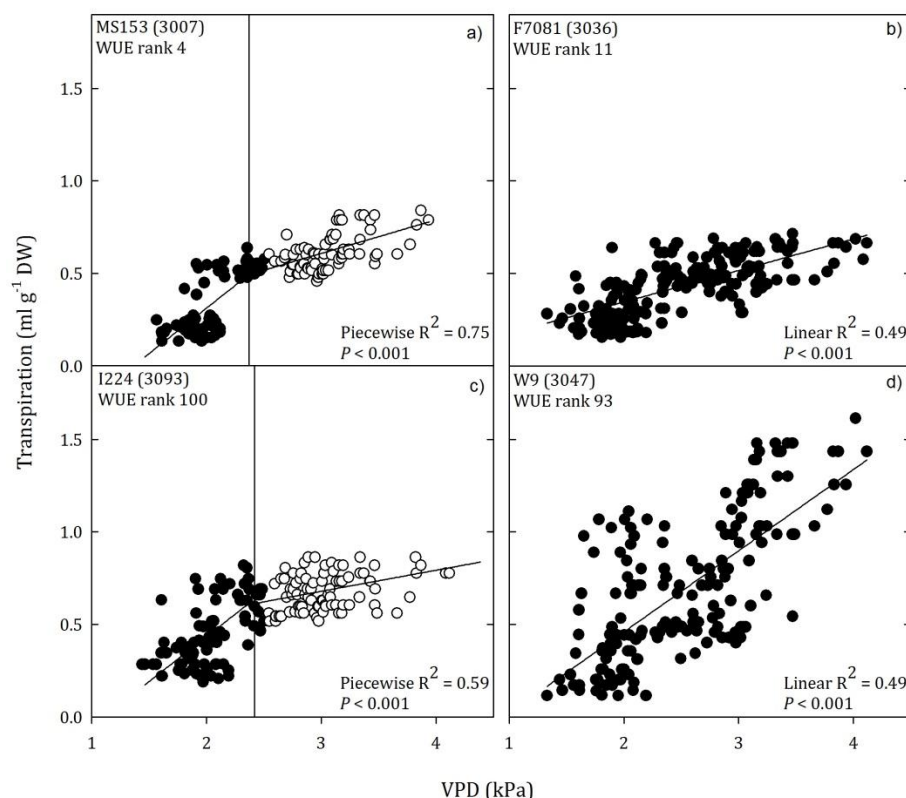 MS153 (3007)
WUE rank 4
a)
Piecewise R² = 0.75
P < 0.001
F7081 (3036)
WUE rank 11
b)
Linear R² = 0.49
P < 0.001
I224 (3093)
WUE rank 100
c)
Piecewise R² = 0.59
P < 0.001
W9 (3047)
WUE rank 93
d)
Linear R² = 0.49
P < 0.001
Transpiration (ml g⁻¹ DW)
1.5
1.0
0.5
0.0
1.5
1.0
0.5
0.0
1 2 3 4 1 2 3 4
VPD (kPa)